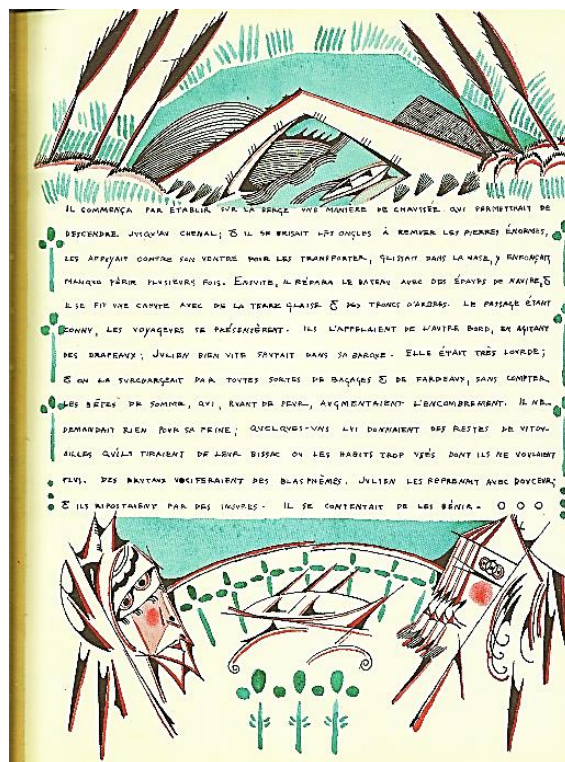 IL COMMENÇA PAR ÉTABLIR SUR LA BERGE UNE MANIÈRE DE CHAUSSÉE QUI PERMETTRAIT DE
DESCENDRE JUSQU'AU CHENAL; & IL SE BRISAIT LES ONGLES À REMUER LES PIERRES ÉNORMES,
LES APPUYAIT CONTRE SON VENTRE POUR LES TRANSPORTER, GLISSAIT DANS LA VASE, Y ENFONÇAIT,
MANQUA PÉRIR PLUSIEURS FOIS. ENSUITE, IL RÉPARA LE BATEAU AVEC DES ÉPAVES DE NAVIRE, &
IL SE FIT UNE CAHUTE AVEC DE LA TERRE GLAISE & DES TRONCS D'ARBRES. LE PASSAGE ÉTANT
CONNU, LES VOYAGEURS SE PRÉSENTÈRENT. ILS L'APPELAIENT DE L'AUTRE BORD, EN AGITANT
DES DRAPEAUX; JULIEN BIEN VITE SAUTAIT DANS SA BARQUE. ELLE ÉTAIT TRÈS LOURDE;
& ON LA SURCHARGEAIT PAR TOUTES SORTES DE BAGAGES & DE FARDEAUX, SANS COMPTER
LES BÊTES DE SOMME, QUI, RUANT DE PEUR, AUGMENTAIENT L'ENCOMBREMENT. IL NE
DEMANDAIT RIEN POUR SA PEINE; QUELQUES-UNS LUI DONNAIENT DES RESTES DE VICTU-
AILLES QU'ILS TIRAIENT DE LEUR BISSAC OU LES HABITS TROP USÉS DONT ILS NE VOULAIENT
PLUS. DES BRUTAUX VOCIFÉRAIENT DES BLASPHÈMES. JULIEN LES REPRENAIT AVEC DOUCEUR;
& ILS RIPOSTAIENT PAR DES INJURES. IL SE CONTENTAIT DE LES BÉNIR.